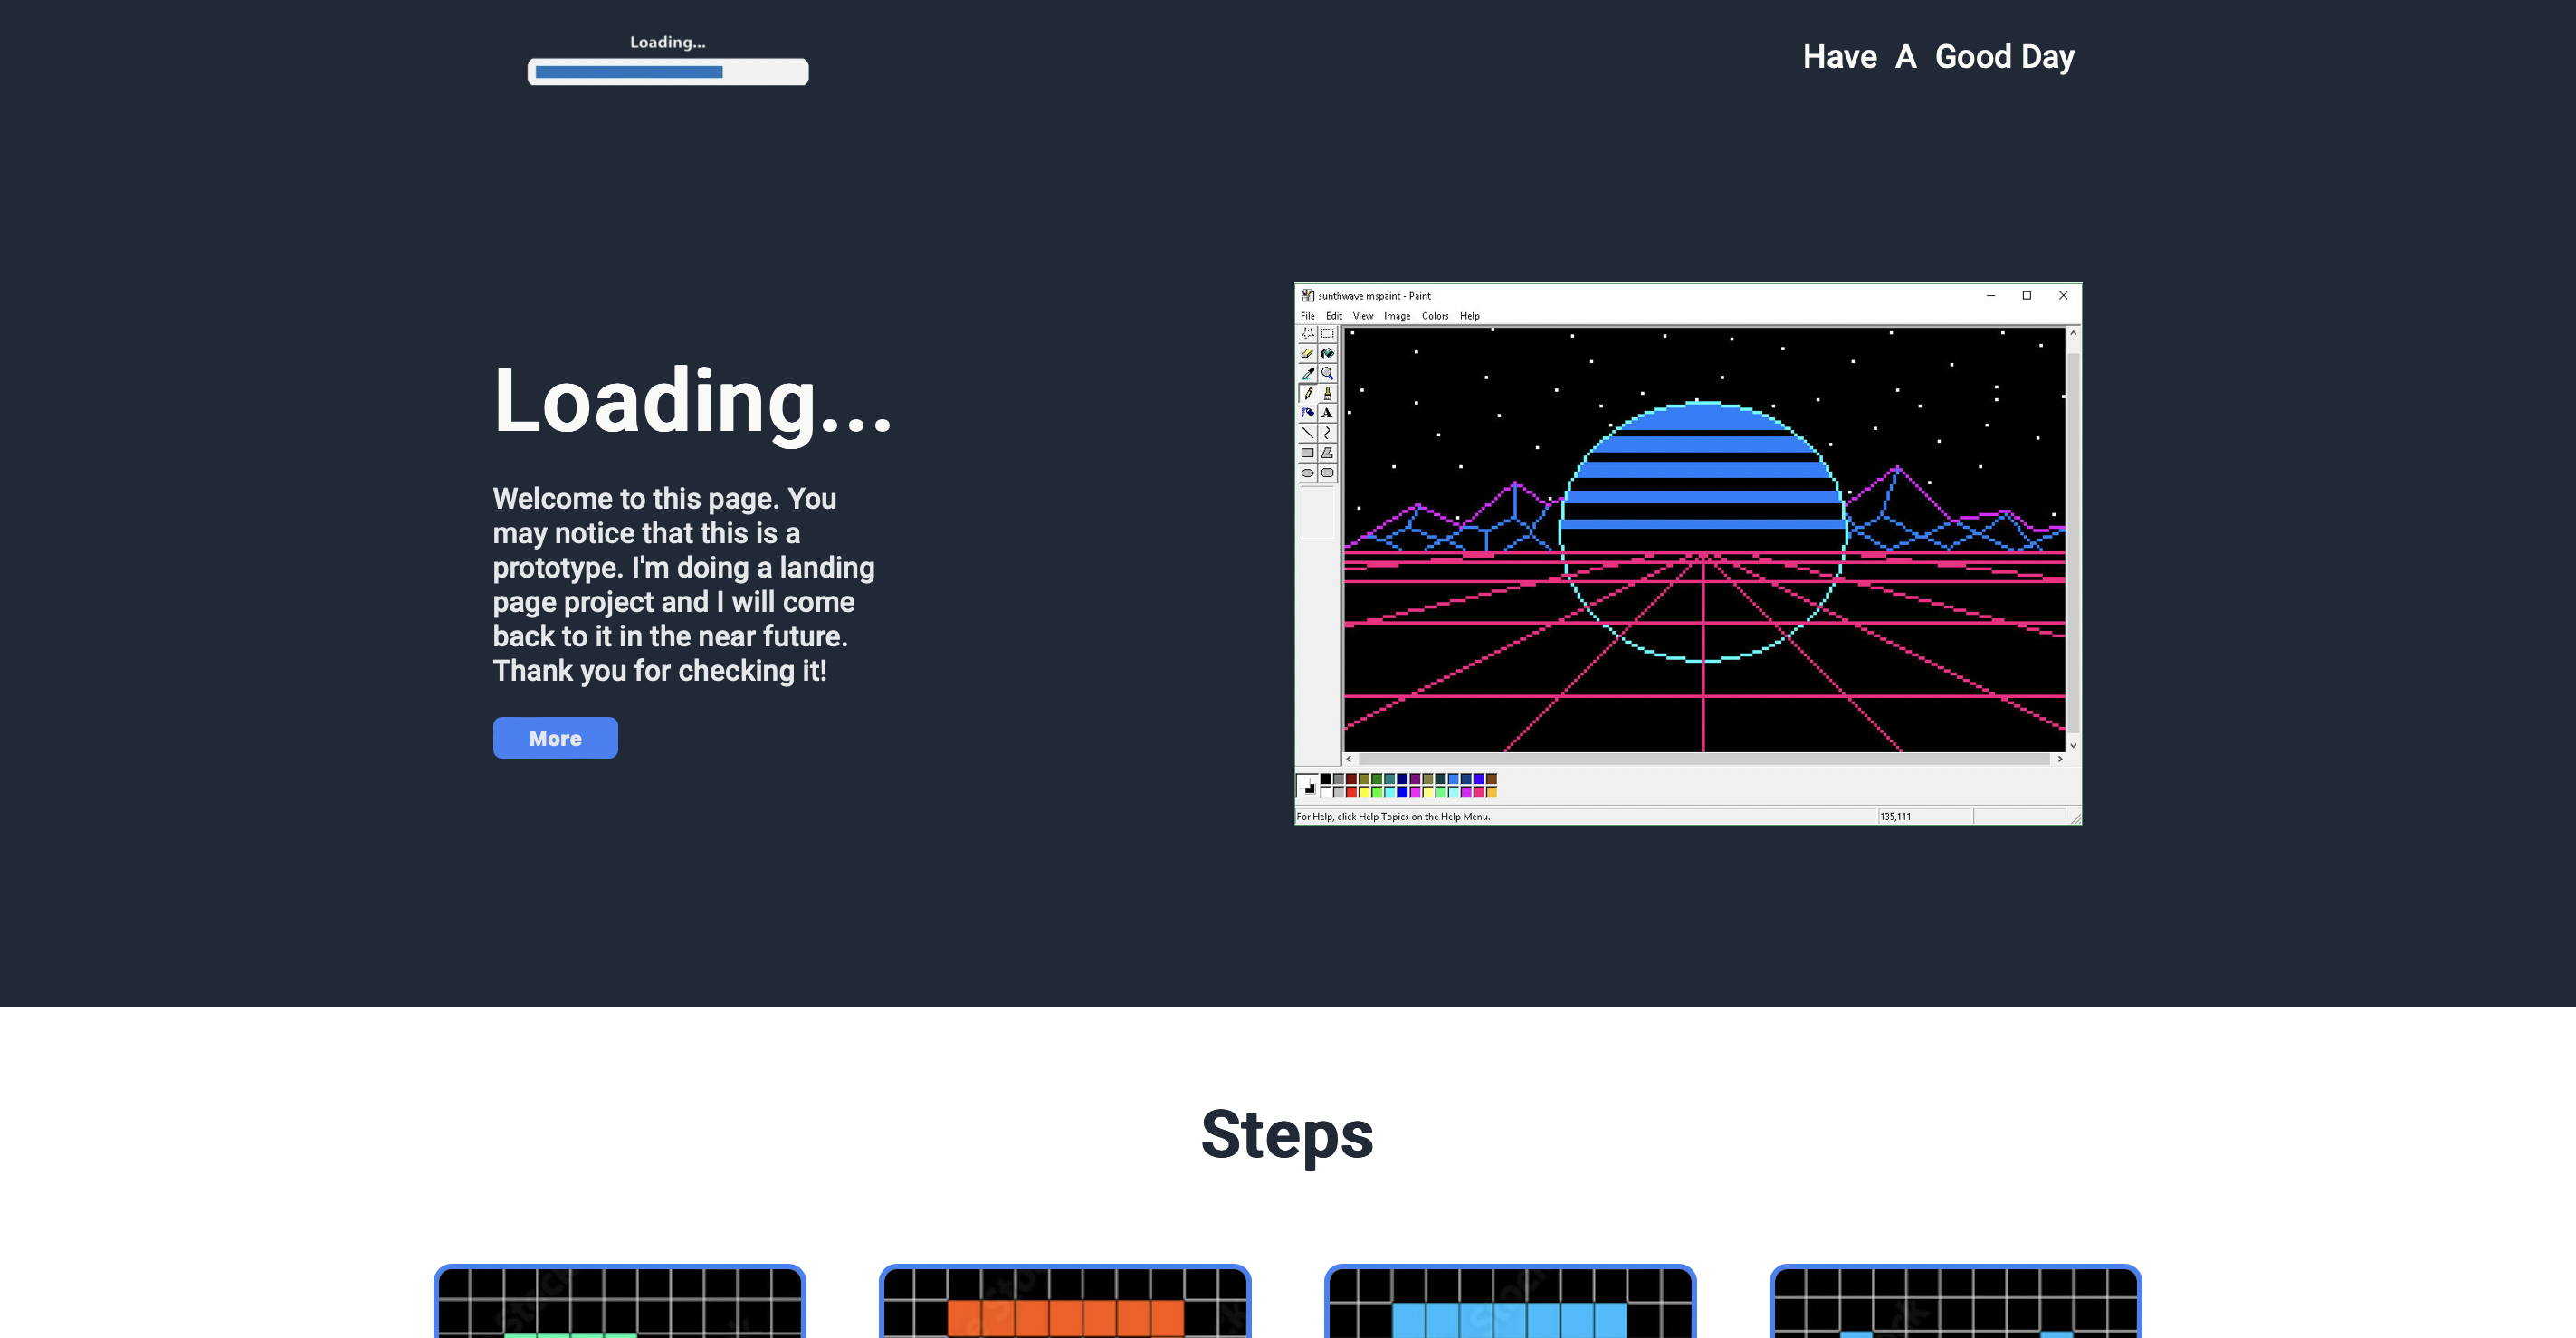 Loading...
Have A Good Day
sunthwave mspaint - Paint
File Edit View Image Colors Help
A
Loading...
Welcome to this page. You
may notice that this is a
prototype. I'm doing a landing
page project and I will come
back to it in the near future.
Thank you for checking it!
More
For Help, click Help Topics on the Help Menu.
135,111
Steps
Stock